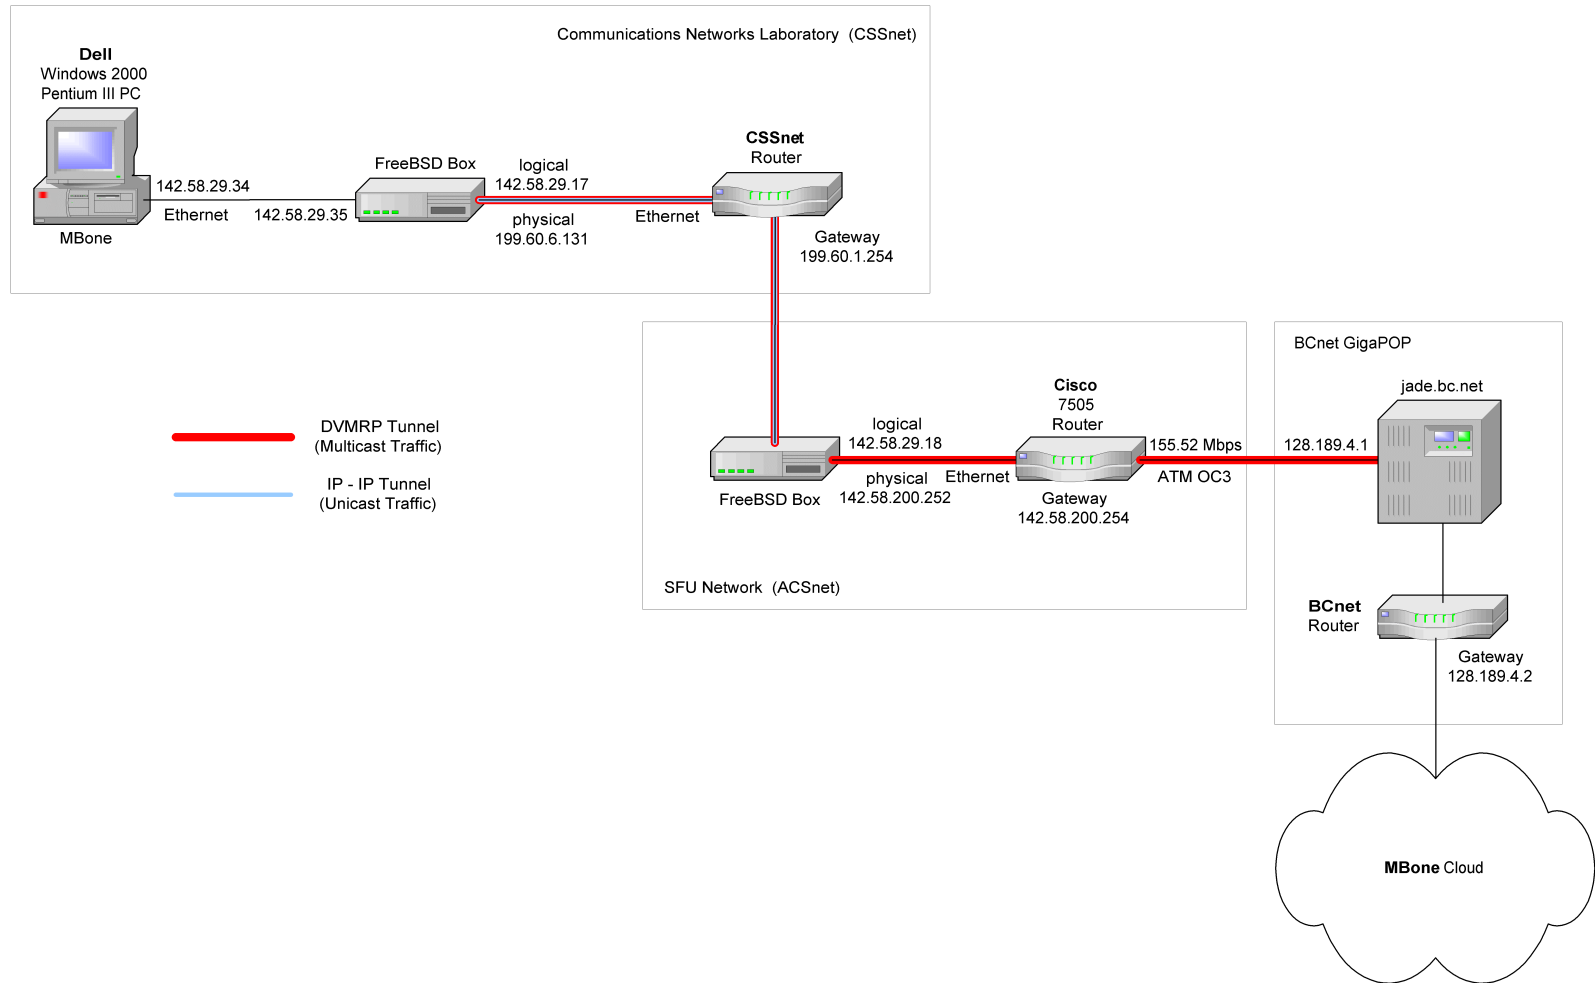 Communications Networks Laboratory (CSSnet)
Dell
Windows 2000
Pentium III PC
MBone
142.58.29.34
Ethernet
142.58.29.35
FreeBSD Box
logical
142.58.29.17
physical
199.60.6.131
Ethernet
CSSnet
Router
Gateway
199.60.1.254
DVMRP Tunnel
(Multicast Traffic)
IP - IP Tunnel
(Unicast Traffic)
FreeBSD Box
logical
142.58.29.18
physical
142.58.200.252
Ethernet
Cisco
7505
Router
Gateway
142.58.200.254
155.52 Mbps
ATM OC3
SFU Network (ACSnet)
BCnet GigaPOP
jade.bc.net
128.189.4.1
BCnet
Router
Gateway
128.189.4.2
MBone Cloud